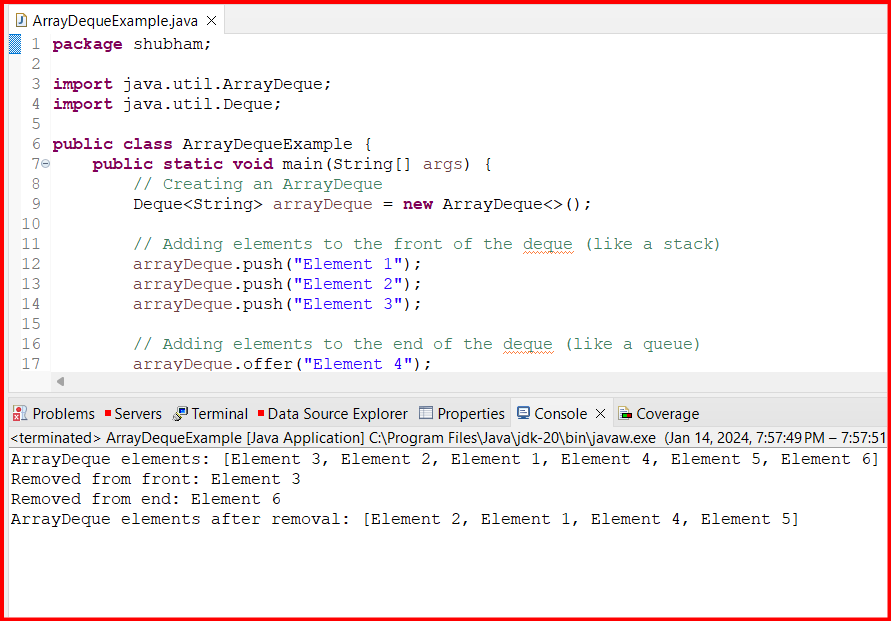 ArrayDequeExample.java
1 package shubham;
2
3 import java.util.ArrayDeque;
4 import java.util.Deque;
5
6 public class ArrayDequeExample {
7     public static void main(String[] args) {
8         // Creating an ArrayDeque
9         Deque<String> arrayDeque = new ArrayDeque<>();
10
11         // Adding elements to the front of the deque (like a stack)
12         arrayDeque.push("Element 1");
13         arrayDeque.push("Element 2");
14         arrayDeque.push("Element 3");
15
16         // Adding elements to the end of the deque (like a queue)
17         arrayDeque.offer("Element 4");
Problems Servers Terminal Data Source Explorer Properties Console Coverage
<terminated> ArrayDequeExample [Java Application] C:\Program Files\Java\jdk-20\bin\javaw.exe (Jan 14, 2024, 7:57:49 PM – 7:57:51
ArrayDeque elements: [Element 3, Element 2, Element 1, Element 4, Element 5, Element 6]
Removed from front: Element 3
Removed from end: Element 6
ArrayDeque elements after removal: [Element 2, Element 1, Element 4, Element 5]